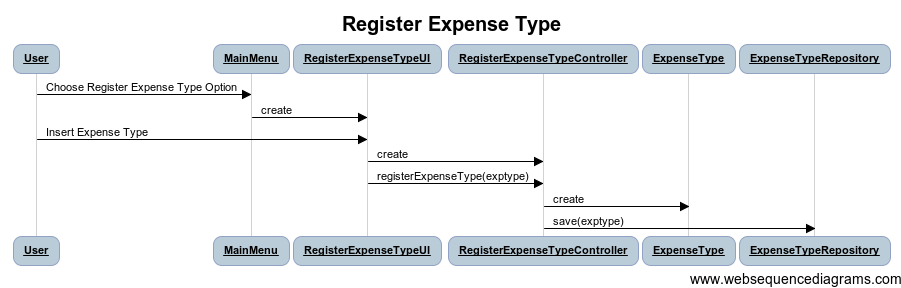 Register Expense Type
User MainMenu RegisterExpenseTypeUI RegisterExpenseTypeController ExpenseType ExpenseTypeRepository
Choose Register Expense Type Option
create
Insert Expense Type
create
registerExpenseType(exptype)
create
save(exptype)
User MainMenu RegisterExpenseTypeUI RegisterExpenseTypeController ExpenseType ExpenseTypeRepository
www.websequencediagrams.com